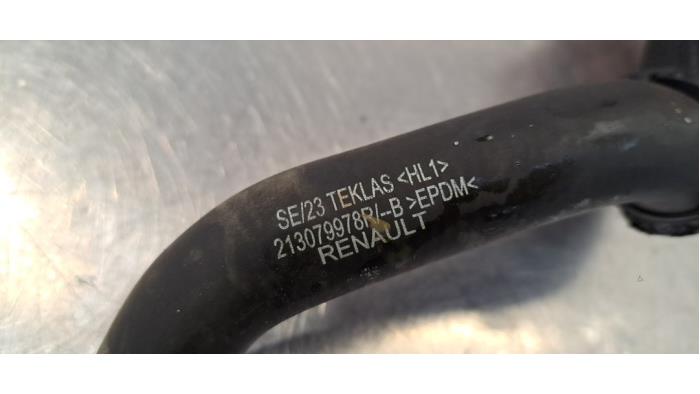 SE/23 TEKLAS <HL1>
213079978R/--B >EPDM<
RENAULT